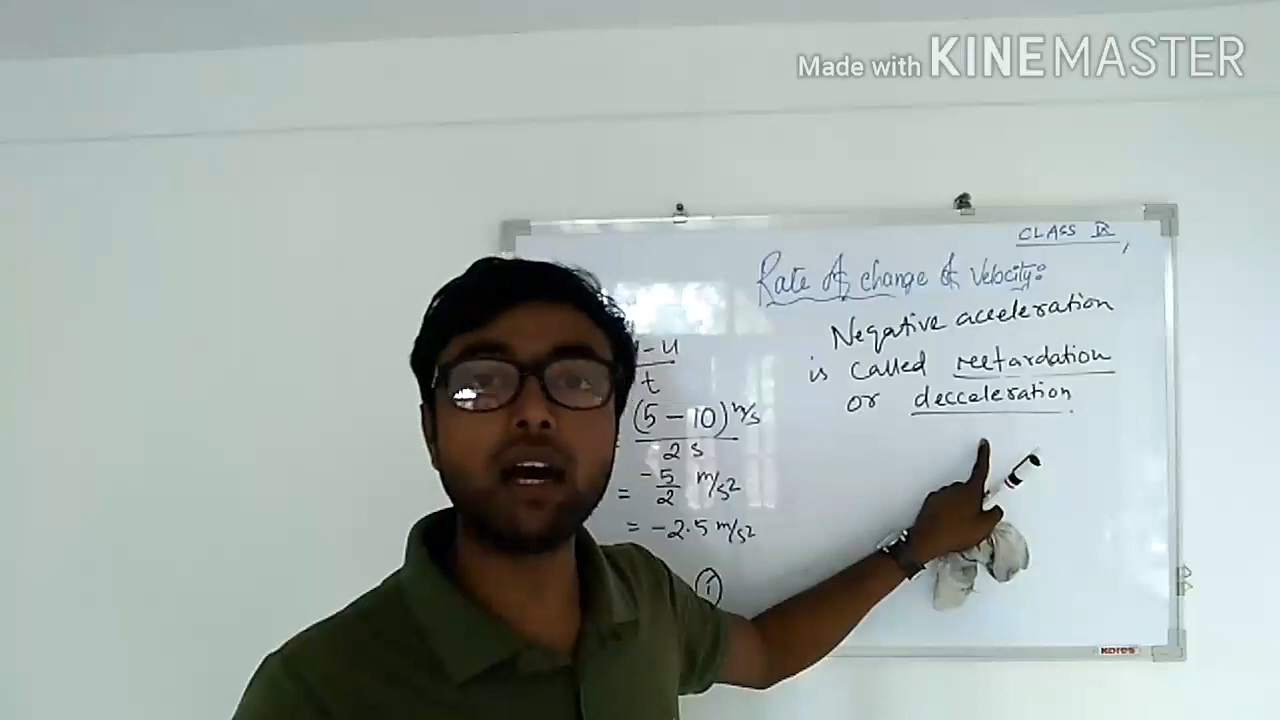 Made with KINEMASTER
CLASS IX
Rate of change of velocity:
Negative acceleration
is called reetardation
or decceleration.
-u
t
(5-10) m/s
2 s
= -5/2 m/s2
= -2.5 m/s2
i
KORES